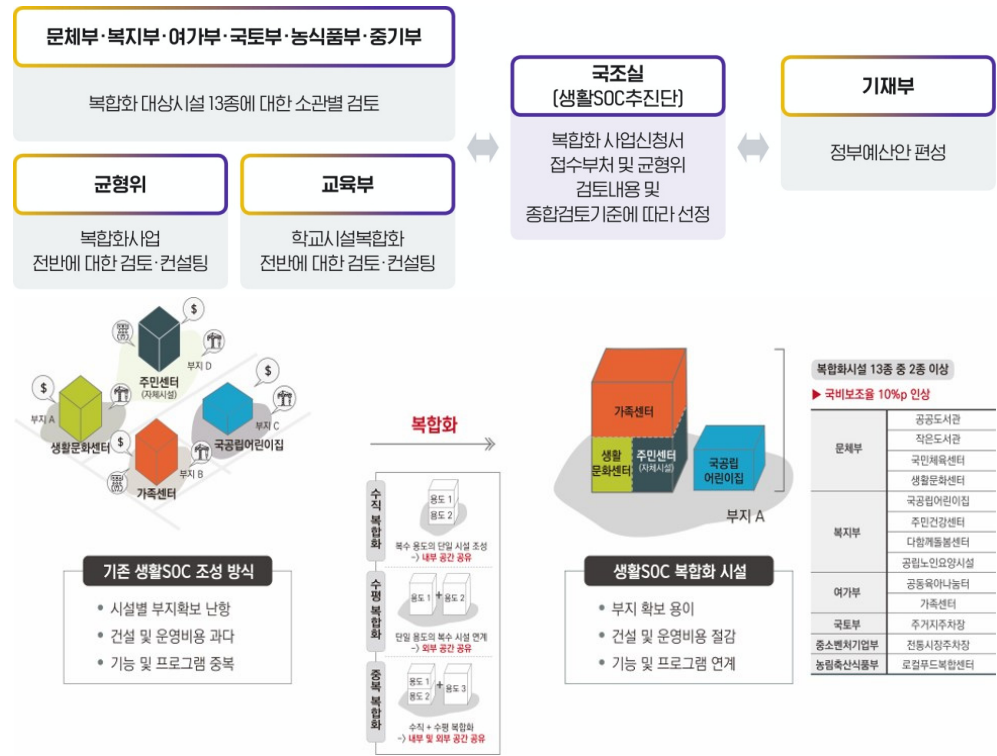 문체부·복지부·여가부·국토부·농식품부·중기부
복합화 대상시설 13종에 대한 소관별 검토
균형위
복합화사업
전반에 대한 검토·컨설팅
교육부
학교시설복합화
전반에 대한 검토·컨설팅
국조실
(생활SOC추진단)
복합화 사업신청서
접수부처 및 균형위
검토내용 및
종합검토기준에 따라 선정
기재부
정부예산안 편성
$
부지 D
주민센터
(자체시설)
$
부지 A
생활문화센터
$
부지 C
국공립어린이집
$
부지 B
가족센터
기존 생활SOC 조성 방식
• 시설별 부지확보 난항
• 건설 및 운영비용 과다
• 기능 및 프로그램 중복
복합화
수직 복합화
용도 1
용도 2
복수 용도의 단일 시설 조성
-> 내부 공간 공유
수평 복합화
용도 1 + 용도 2
단일 용도의 복수 시설 연계
-> 외부 공간 공유
중복 복합화
용도 1
용도 2
+ 용도 3
수직 + 수평 복합화
-> 내부 및 외부 공간 공유
가족센터
생활
문화센터
주민센터
(자체시설)
국공립
어린이집
부지 A
생활SOC 복합화 시설
• 부지 확보 용이
• 건설 및 운영비용 절감
• 기능 및 프로그램 연계
복합화시설 13종 중 2종 이상
▶ 국비보조율 10%p 인상
문체부
공공도서관
작은도서관
국민체육센터
생활문화센터
복지부
국공립어린이집
주민건강센터
다함께돌봄센터
공립노인요양시설
여가부
공동육아나눔터
가족센터
국토부 주거지주차장
중소벤처기업부 전통시장주차장
농림축산식품부 로컬푸드복합센터